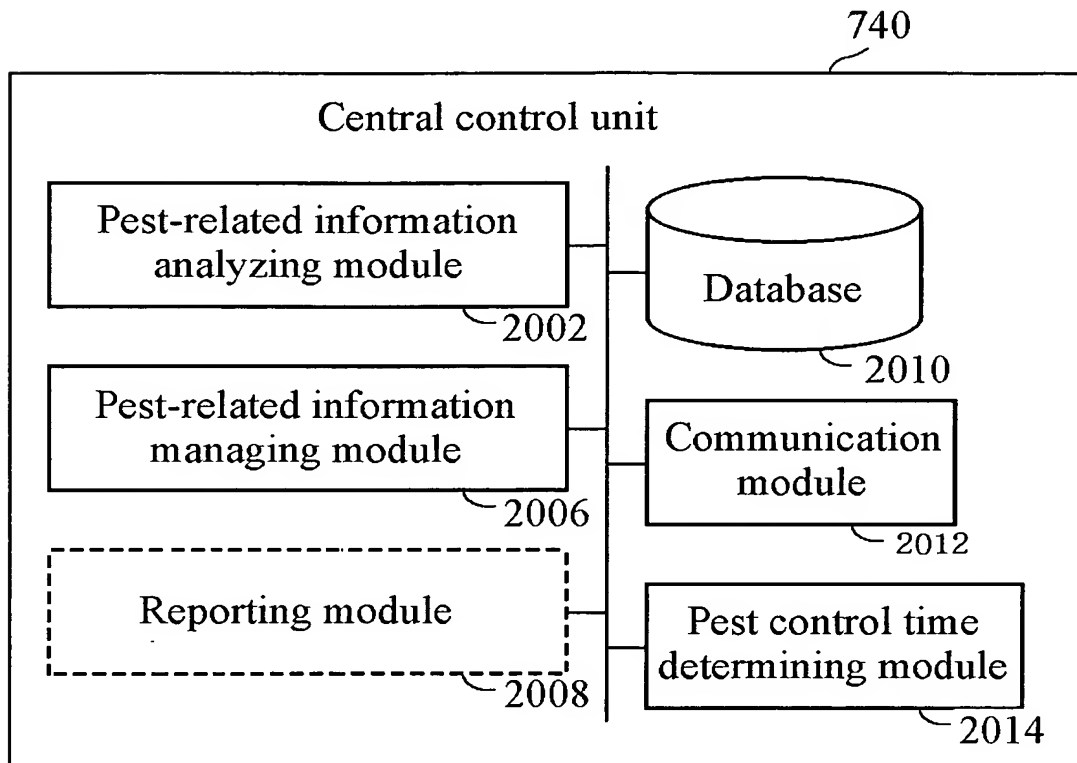 740
Central control unit
Pest-related information
analyzing module
2002
Database
2010
Pest-related information
managing module
2006
Communication
module
2012
Reporting module
2008
Pest control time
determining module
2014